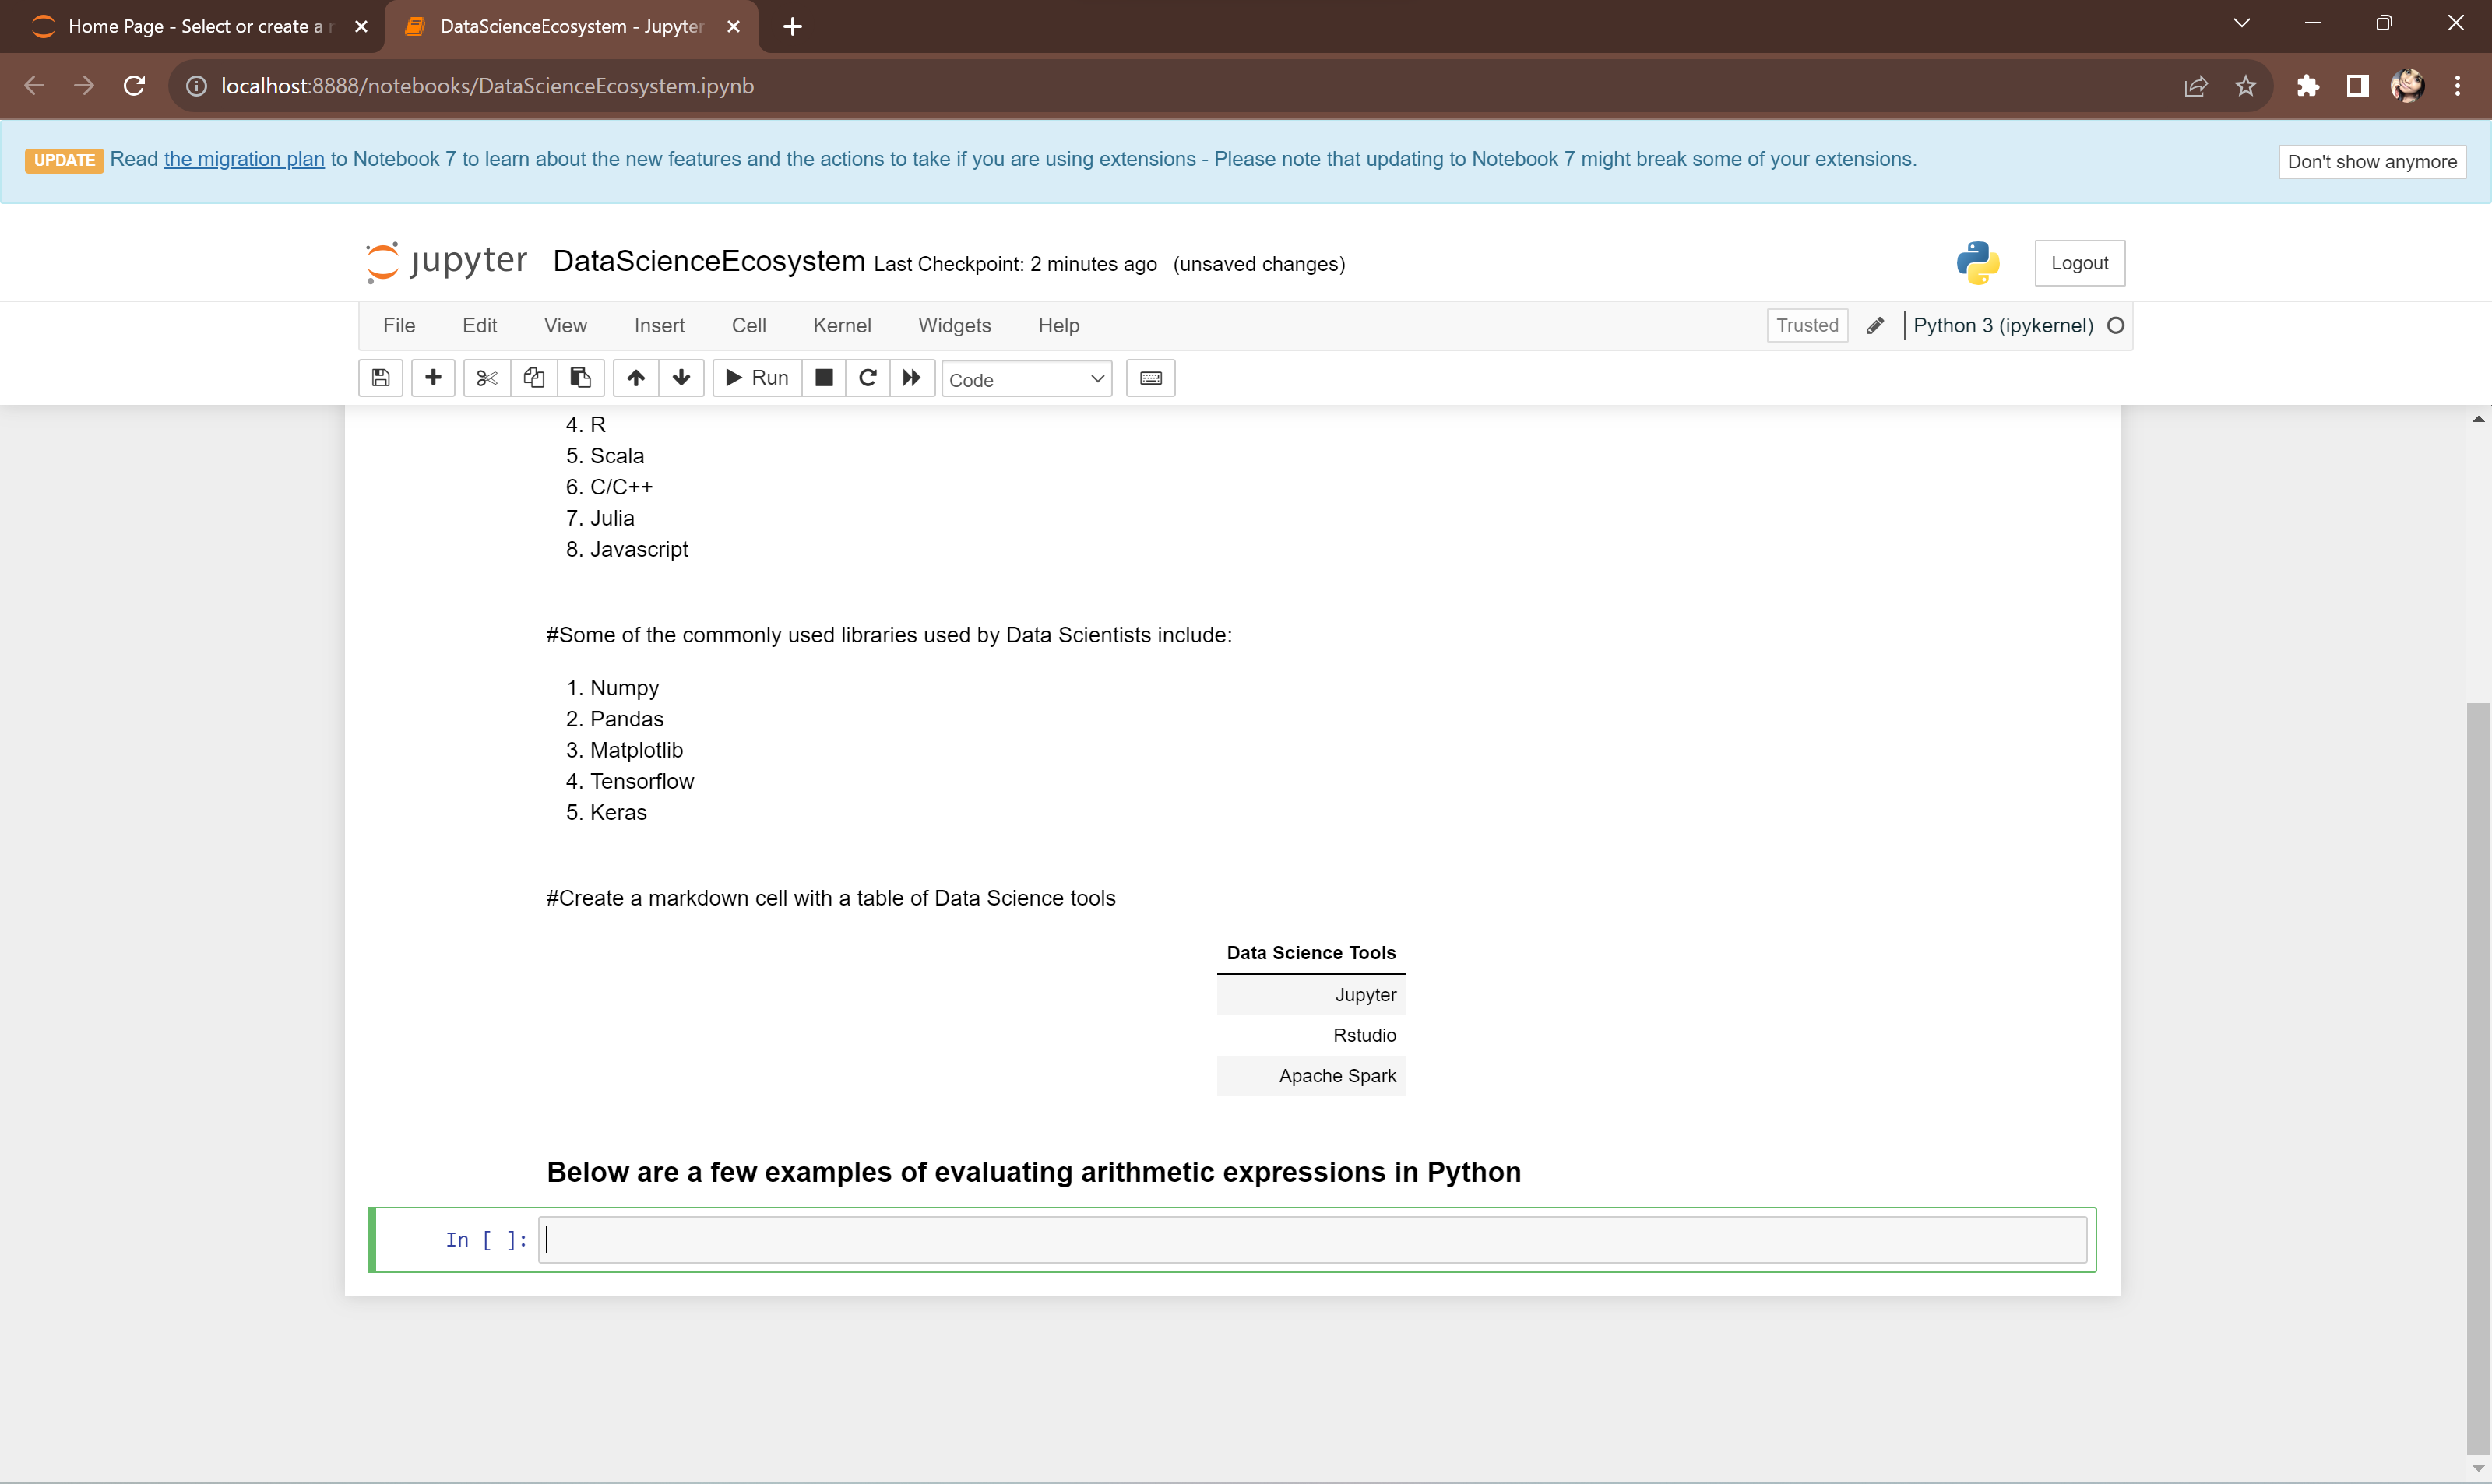 Home Page - Select or create a
DataScienceEcosystem - Jupyter
localhost:8888/notebooks/DataScienceEcosystem.ipynb
UPDATE Read the migration plan to Notebook 7 to learn about the new features and the actions to take if you are using extensions - Please note that updating to Notebook 7 might break some of your extensions.
Don't show anymore
jupyter DataScienceEcosystem Last Checkpoint: 2 minutes ago (unsaved changes)
Logout
File Edit View Insert Cell Kernel Widgets Help
Trusted Python 3 (ipykernel)
Run Code
4. R
5. Scala
6. C/C++
7. Julia
8. Javascript
#Some of the commonly used libraries used by Data Scientists include:
1. Numpy
2. Pandas
3. Matplotlib
4. Tensorflow
5. Keras
#Create a markdown cell with a table of Data Science tools
Data Science Tools
Jupyter
Rstudio
Apache Spark
Below are a few examples of evaluating arithmetic expressions in Python
In [ ]: